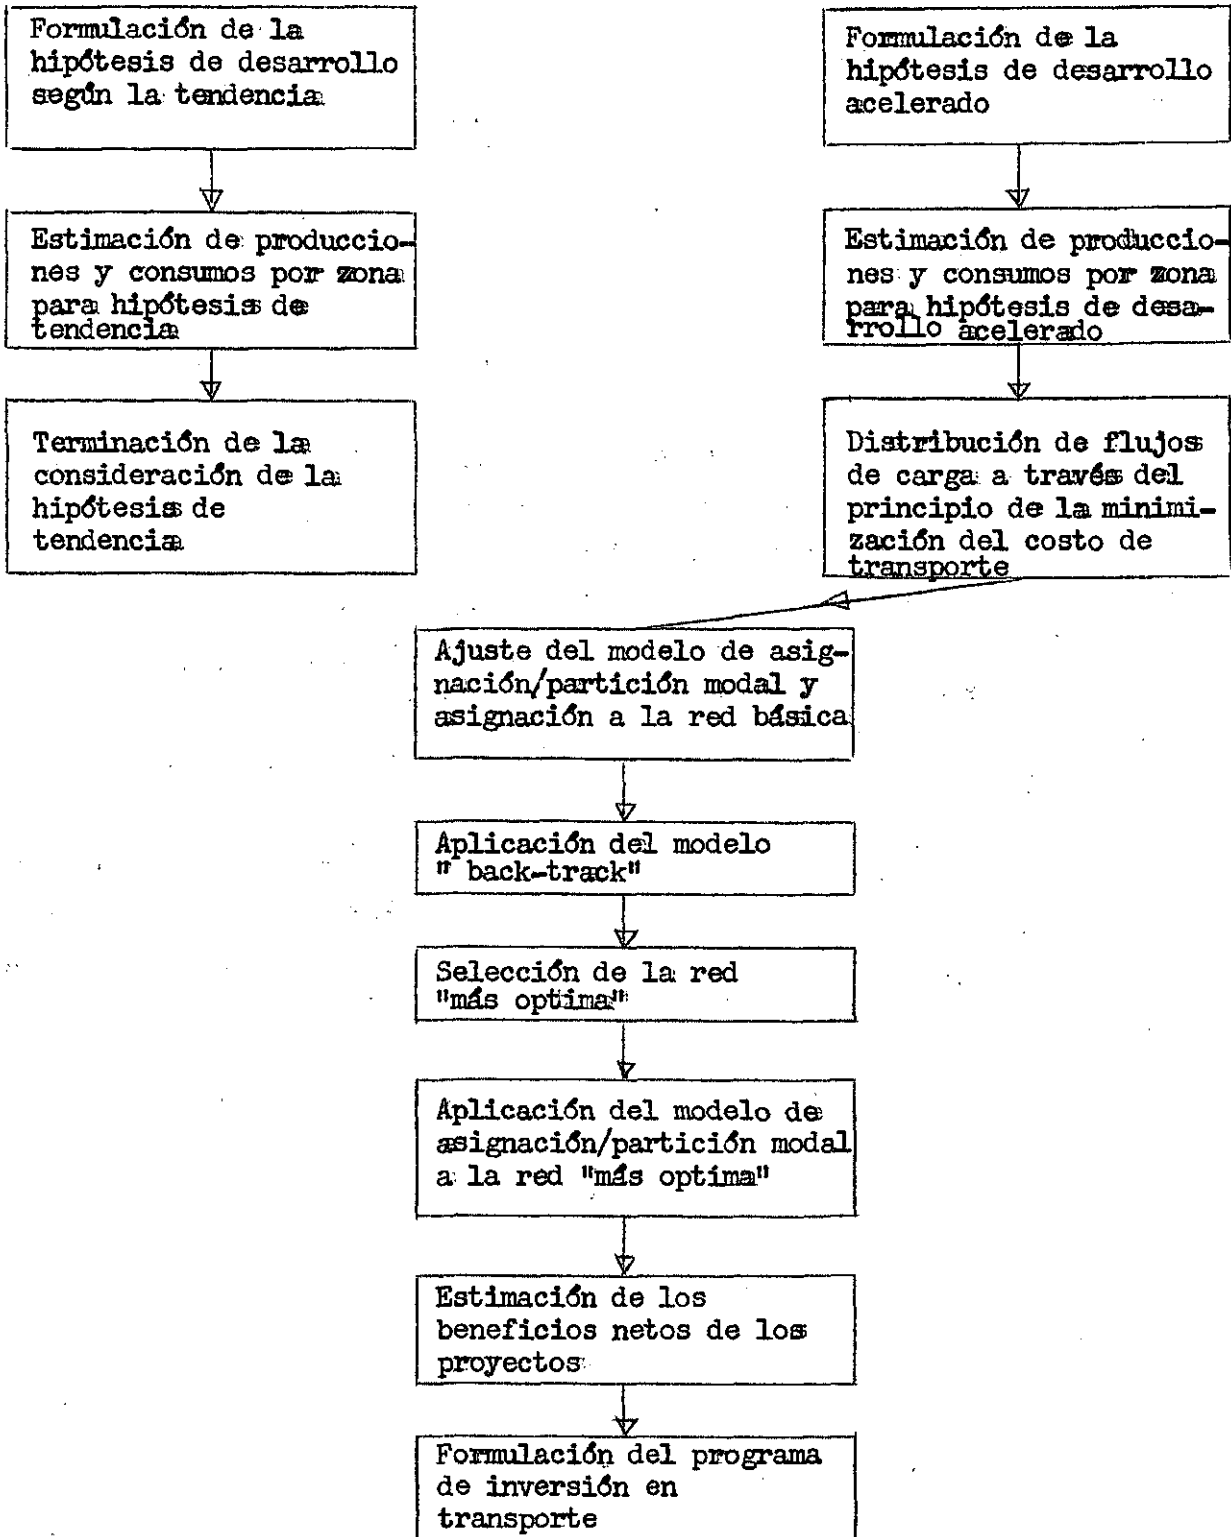 Formulación de la
hipótesis de desarrollo
según la tendencia
Formulación de la
hipótesis de desarrollo
acelerado
Estimación de produccio-
nes y consumos por zona
para hipótesis de
tendencia
Estimación de produccio-
nes y consumos por zona
para hipótesis de desa-
rrollo acelerado
Terminación de la
consideración de la
hipótesis de
tendencia
Distribución de flujos
de carga a través del
principio de la minimi-
zación del costo de
transporte
Ajuste del modelo de asig-
nación/partición modal y
asignación a la red básica
Aplicación del modelo
" back-track"
Selección de la red
"más optima"
Aplicación del modelo de
asignación/partición modal
a la red "más optima"
Estimación de los
beneficios netos de los
proyectos
Formulación del programa
de inversión en
transporte